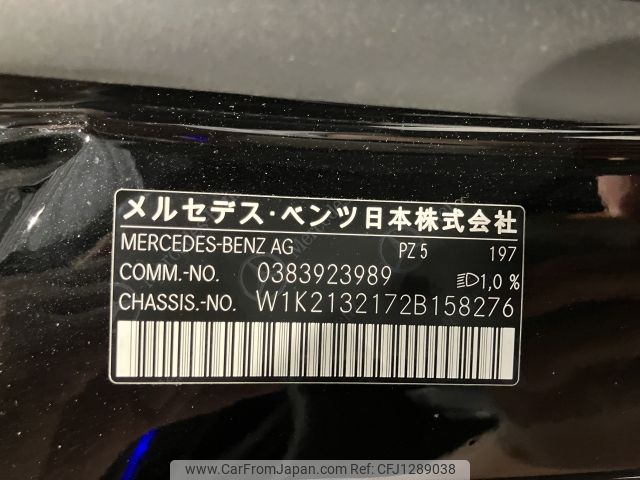 メルセデス・ベンツ日本株式会社
MERCEDES-BENZ AG PZ 5 197
COMM.-NO. 0383923989 1,0 %
CHASSIS.-NO. W1K2132172B158276
www.CarFromJapan.com - Ref No. CFJ1289038